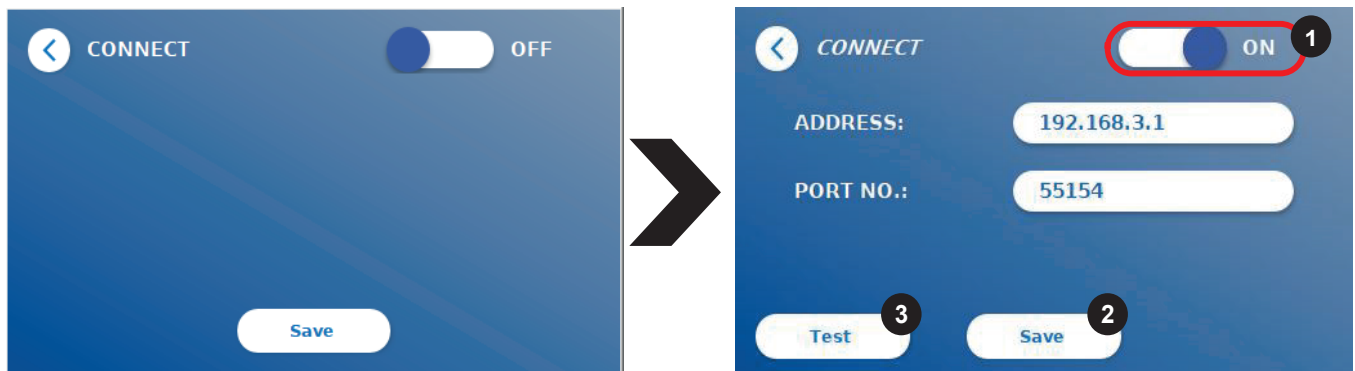 CONNECT OFF
Save
CONNECT ON 1
ADDRESS: 192.168.3.1
PORT NO.: 55154
3 2
Test Save